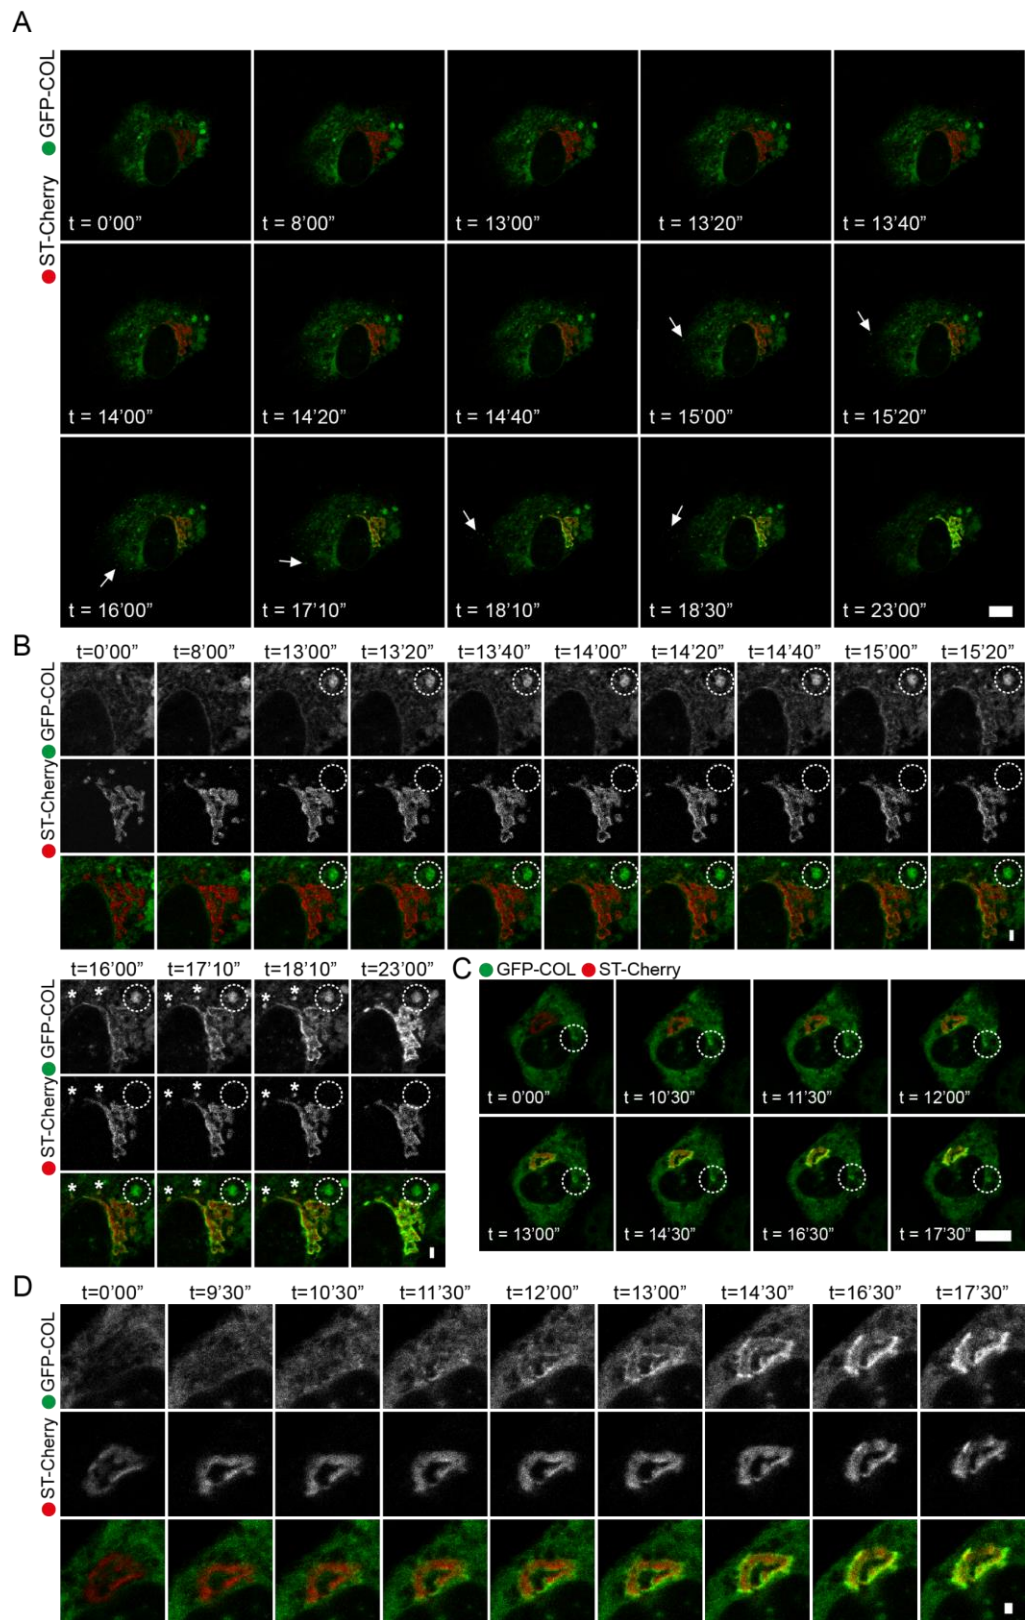 A
● ST-Cherry ● GFP-COL
t = 0'00” t = 8'00” t = 13'00” t = 13'20” t = 13'40”
t = 14'00” t = 14'20” t = 14'40” t = 15'00” t = 15'20”
t = 16'00” t = 17'10” t = 18'10” t = 18'30” t = 23'00”
B
t=0'00” t=8'00” t=13'00” t=13'20” t=13'40” t=14'00” t=14'20” t=14'40” t=15'00” t=15'20”
● GFP-COL
● ST-Cherry
t=16'00” t=17'10” t=18'10” t=23'00”
● GFP-COL
* * * * * *
● ST-Cherry
* * * * * *
* * * * * *
C ● GFP-COL ● ST-Cherry
t = 0'00” t = 10'30” t = 11'30” t = 12'00”
t = 13'00” t = 14'30” t = 16'30” t = 17'30”
D
t=0'00” t=9'30” t=10'30” t=11'30” t=12'00” t=13'00” t=14'30” t=16'30” t=17'30”
● GFP-COL
● ST-Cherry